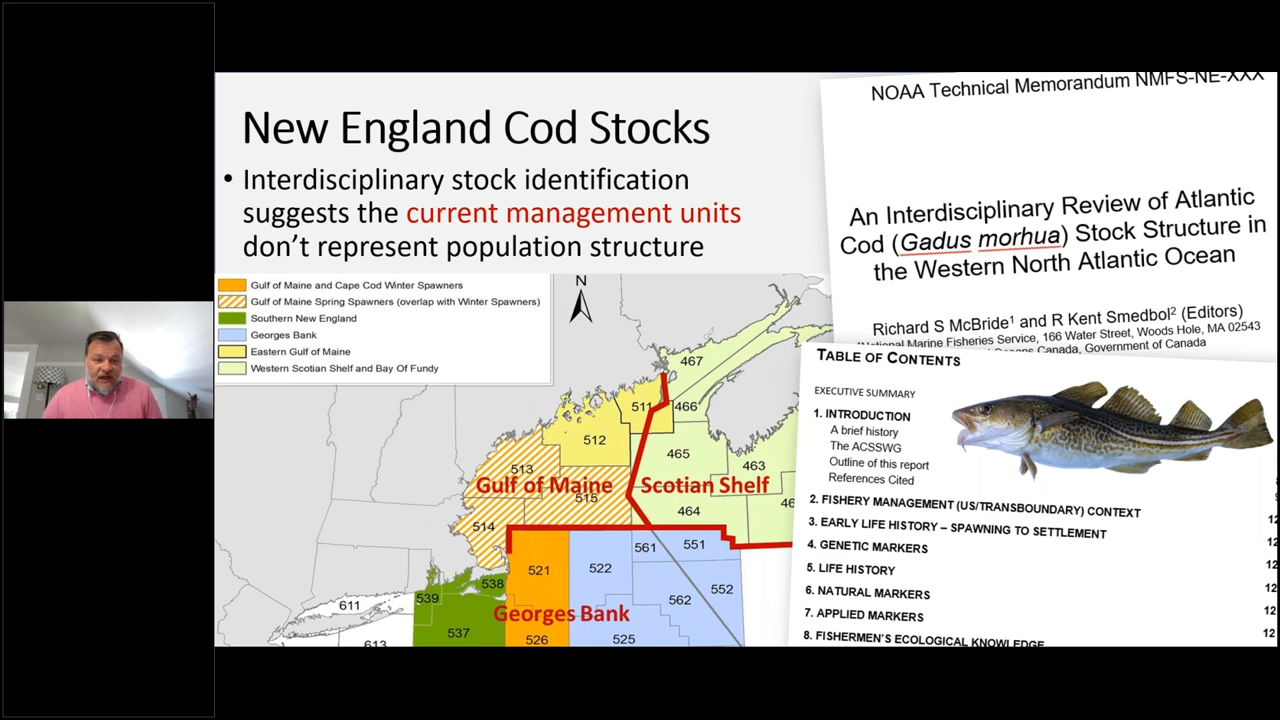 New England Cod Stocks
• Interdisciplinary stock identification
suggests the current management units
don't represent population structure
Gulf of Maine and Cape Cod Winter Spawners
Gulf of Maine Spring Spawners (overlap with Winter Spawners)
Southern New England
Georges Bank
Eastern Gulf of Maine
Western Scotian Shelf and Bay Of Fundy
N
467
511
466
512
465
513
463
Gulf of Maine
Scotian Shelf
515
46
464
514
561
551
521
522
538
552
539
562
611
Georges Bank
537
526
525
613
NOAA Technical Memorandum NMFS-NE-XXX
An Interdisciplinary Review of Atlantic
Cod (Gadus morhua) Stock Structure in
the Western North Atlantic Ocean
Richard S McBride¹ and R Kent Smedbol² (Editors)
National Marine Fisheries Service, 166 Water Street, Woods Hole, MA 02543
Oceans Canada, Government of Canada
TABLE OF CONTENTS
EXECUTIVE SUMMARY
1. INTRODUCTION
A brief history
The ACSSWG
Outline of this report
References Cited
2. FISHERY MANAGEMENT (US/TRANSBOUNDARY) CONTEXT 12
3. EARLY LIFE HISTORY – SPAWNING TO SETTLEMENT 12
4. GENETIC MARKERS 12
5. LIFE HISTORY 12
6. NATURAL MARKERS 12
7. APPLIED MARKERS 12
8. FISHERMEN'S ECOLOGICAL KNOWLEDGE 12